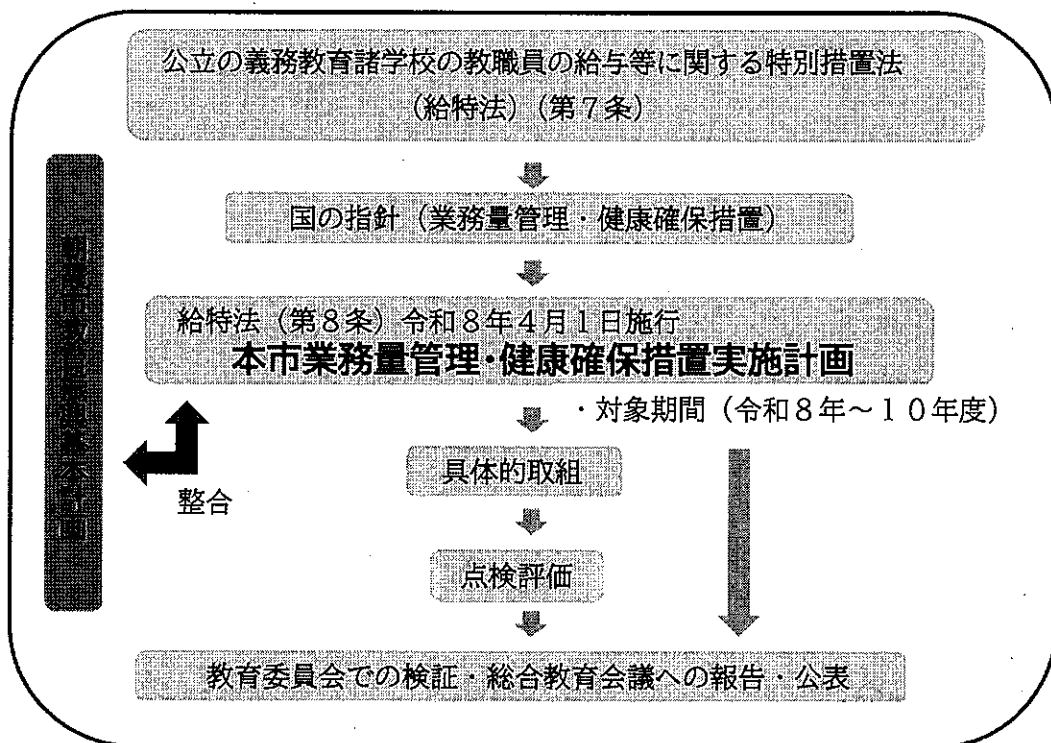 公立の義務教育諸学校の教職員の給与等に関する特別措置法
（給特法）（第７条）
国の指針（業務量管理・健康確保措置）
給特法（第８条）令和８年４月１日施行
本市業務量管理・健康確保措置実施計画
・対象期間（令和８年～１０年度）
基本計画
整合
具体的取組
点検評価
教育委員会での検証・総合教育会議への報告・公表